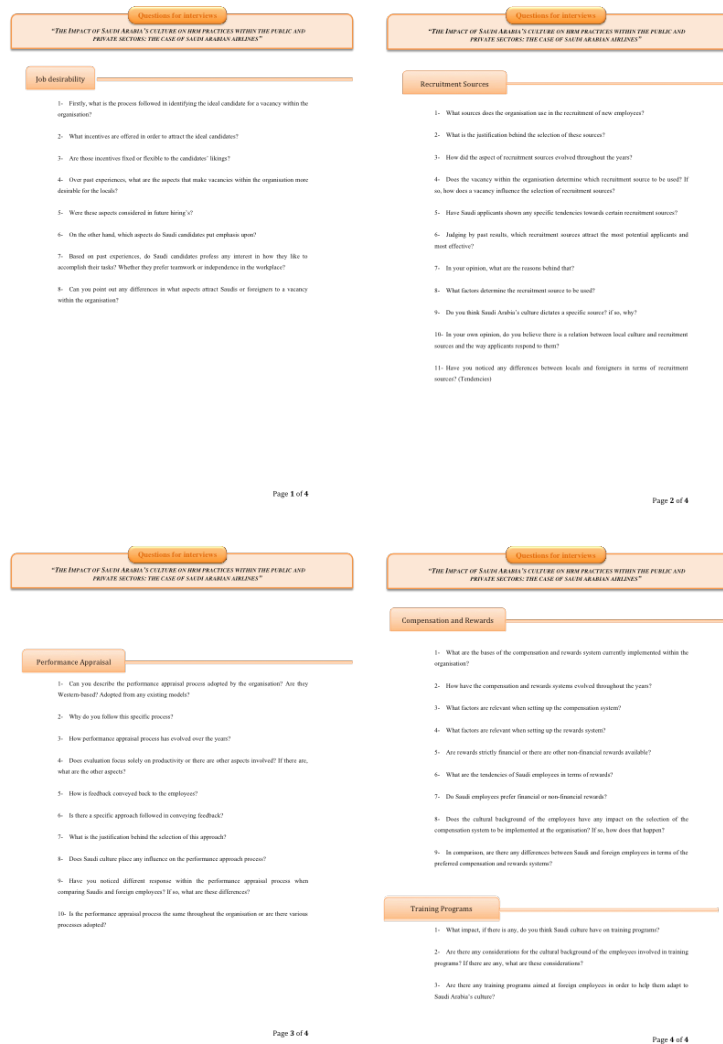 Questions for interviews
"THE IMPACT OF SAUDI ARABIA'S CULTURE ON HRM PRACTICES WITHIN THE PUBLIC AND
PRIVATE SECTORS: THE CASE OF SAUDI ARABIAN AIRLINES"
Job desirability
1- Firstly, what is the process followed in identifying the ideal candidate for a vacancy within the
organisation?
2- What incentives are offered in order to attract the ideal candidates?
3- Are those incentives fixed or flexible to the candidates' likings?
4- Over past experiences, what are the aspects that make vacancies within the organisation more
desirable for the locals?
5- Were these aspects considered in future hiring's?
6- On the other hand, which aspects do Saudi candidates put emphasis upon?
7- Based on past experiences, do Saudi candidates profess any interest in how they like to
accomplish their tasks? Whether they prefer teamwork or independence in the workplace?
8- Can you point out any differences in what aspects attract Saudis or foreigners to a vacancy
within the organisation?
Page 1 of 4
Questions for interviews
"THE IMPACT OF SAUDI ARABIA'S CULTURE ON HRM PRACTICES WITHIN THE PUBLIC AND
PRIVATE SECTORS: THE CASE OF SAUDI ARABIAN AIRLINES"
Recruitment Sources
1- What sources does the organisation use in the recruitment of new employees?
2- What is the justification behind the selection of these sources?
3- How did the aspect of recruitment sources evolved throughout the years?
4- Does the vacancy within the organisation determine which recruitment source to be used? If
so, how does a vacancy influence the selection of recruitment sources?
5- Have Saudi applicants shown any specific tendencies towards certain recruitment sources?
6- Judging by past results, which recruitment sources attract the most potential applicants and
most effective?
7- In your opinion, what are the reasons behind that?
8- What factors determine the recruitment source to be used?
9- Do you think Saudi Arabia's culture dictates a specific source? if so, why?
10- In your own opinion, do you believe there is a relation between local culture and recruitment
sources and the way applicants respond to them?
11- Have you noticed any differences between locals and foreigners in terms of recruitment
sources? (Tendencies)
Page 2 of 4
Questions for interviews
"THE IMPACT OF SAUDI ARABIA'S CULTURE ON HRM PRACTICES WITHIN THE PUBLIC AND
PRIVATE SECTORS: THE CASE OF SAUDI ARABIAN AIRLINES"
Performance Appraisal
1- Can you describe the performance appraisal process adopted by the organisation? Are they
Western-based? Adopted from any existing models?
2- Why do you follow this specific process?
3- How performance appraisal process has evolved over the years?
4- Does evaluation focus solely on productivity or there are other aspects involved? If there are,
what are the other aspects?
5- How is feedback conveyed back to the employees?
6- Is there a specific approach followed in conveying feedback?
7- What is the justification behind the selection of this approach?
8- Does Saudi culture place any influence on the performance approach process?
9- Have you noticed different response within the performance appraisal process when
comparing Saudis and foreign employees? If so, what are these differences?
10- Is the performance appraisal process the same throughout the organisation or are there various
processes adopted?
Page 3 of 4
Questions for interviews
"THE IMPACT OF SAUDI ARABIA'S CULTURE ON HRM PRACTICES WITHIN THE PUBLIC AND
PRIVATE SECTORS: THE CASE OF SAUDI ARABIAN AIRLINES"
Compensation and Rewards
1- What are the bases of the compensation and rewards system currently implemented within the
organisation?
2- How have the compensation and rewards systems evolved throughout the years?
3- What factors are relevant when setting up the compensation system?
4- What factors are relevant when setting up the rewards system?
5- Are rewards strictly financial or there are other non-financial rewards available?
6- What are the tendencies of Saudi employees in terms of rewards?
7- Do Saudi employees prefer financial or non-financial rewards?
8- Does the cultural background of the employees have any impact on the selection of the
compensation system to be implemented at the organisation? If so, how does that happen?
9- In comparison, are there any differences between Saudi and foreign employees in terms of the
preferred compensation and rewards systems?
Training Programs
1- What impact, if there is any, do you think Saudi culture have on training programs?
2- Are there any considerations for the cultural background of the employees involved in training
programs? If there are any, what are these considerations?
3- Are there any training programs aimed at foreign employees in order to help them adapt to
Saudi Arabia's culture?
Page 4 of 4